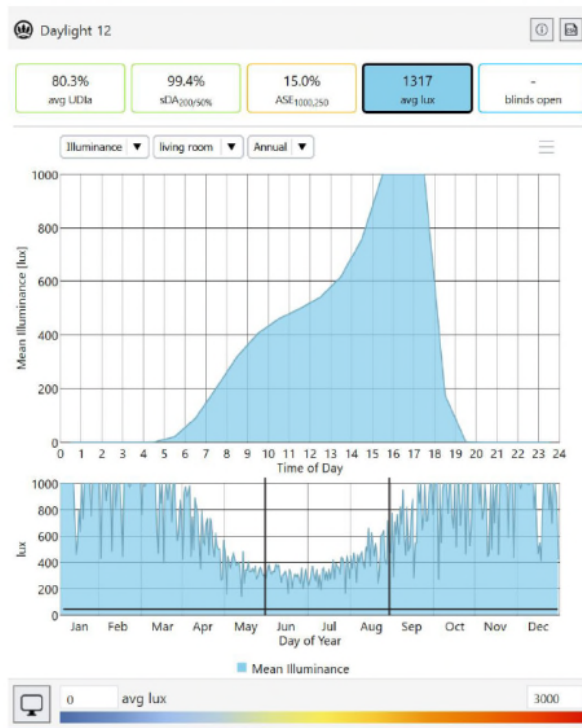 Daylight 12
80.3% 99.4% 15.0% 1317 -
avg UDIa sDA200/50% ASE1000,250 avg lux blinds open
Illuminance ▼ living room ▼ Annual ▼
1000
800
600
400
200
0
Mean Illuminance [lux]
0 1 2 3 4 5 6 7 8 9 10 11 12 13 14 15 16 17 18 19 20 21 22 23 24
Time of Day
1000
800
600
400
200
0
lux
Jan Feb Mar Apr May Jun Jul Aug Sep Oct Nov Dec
Day of Year
Mean Illuminance
0 avg lux 3000